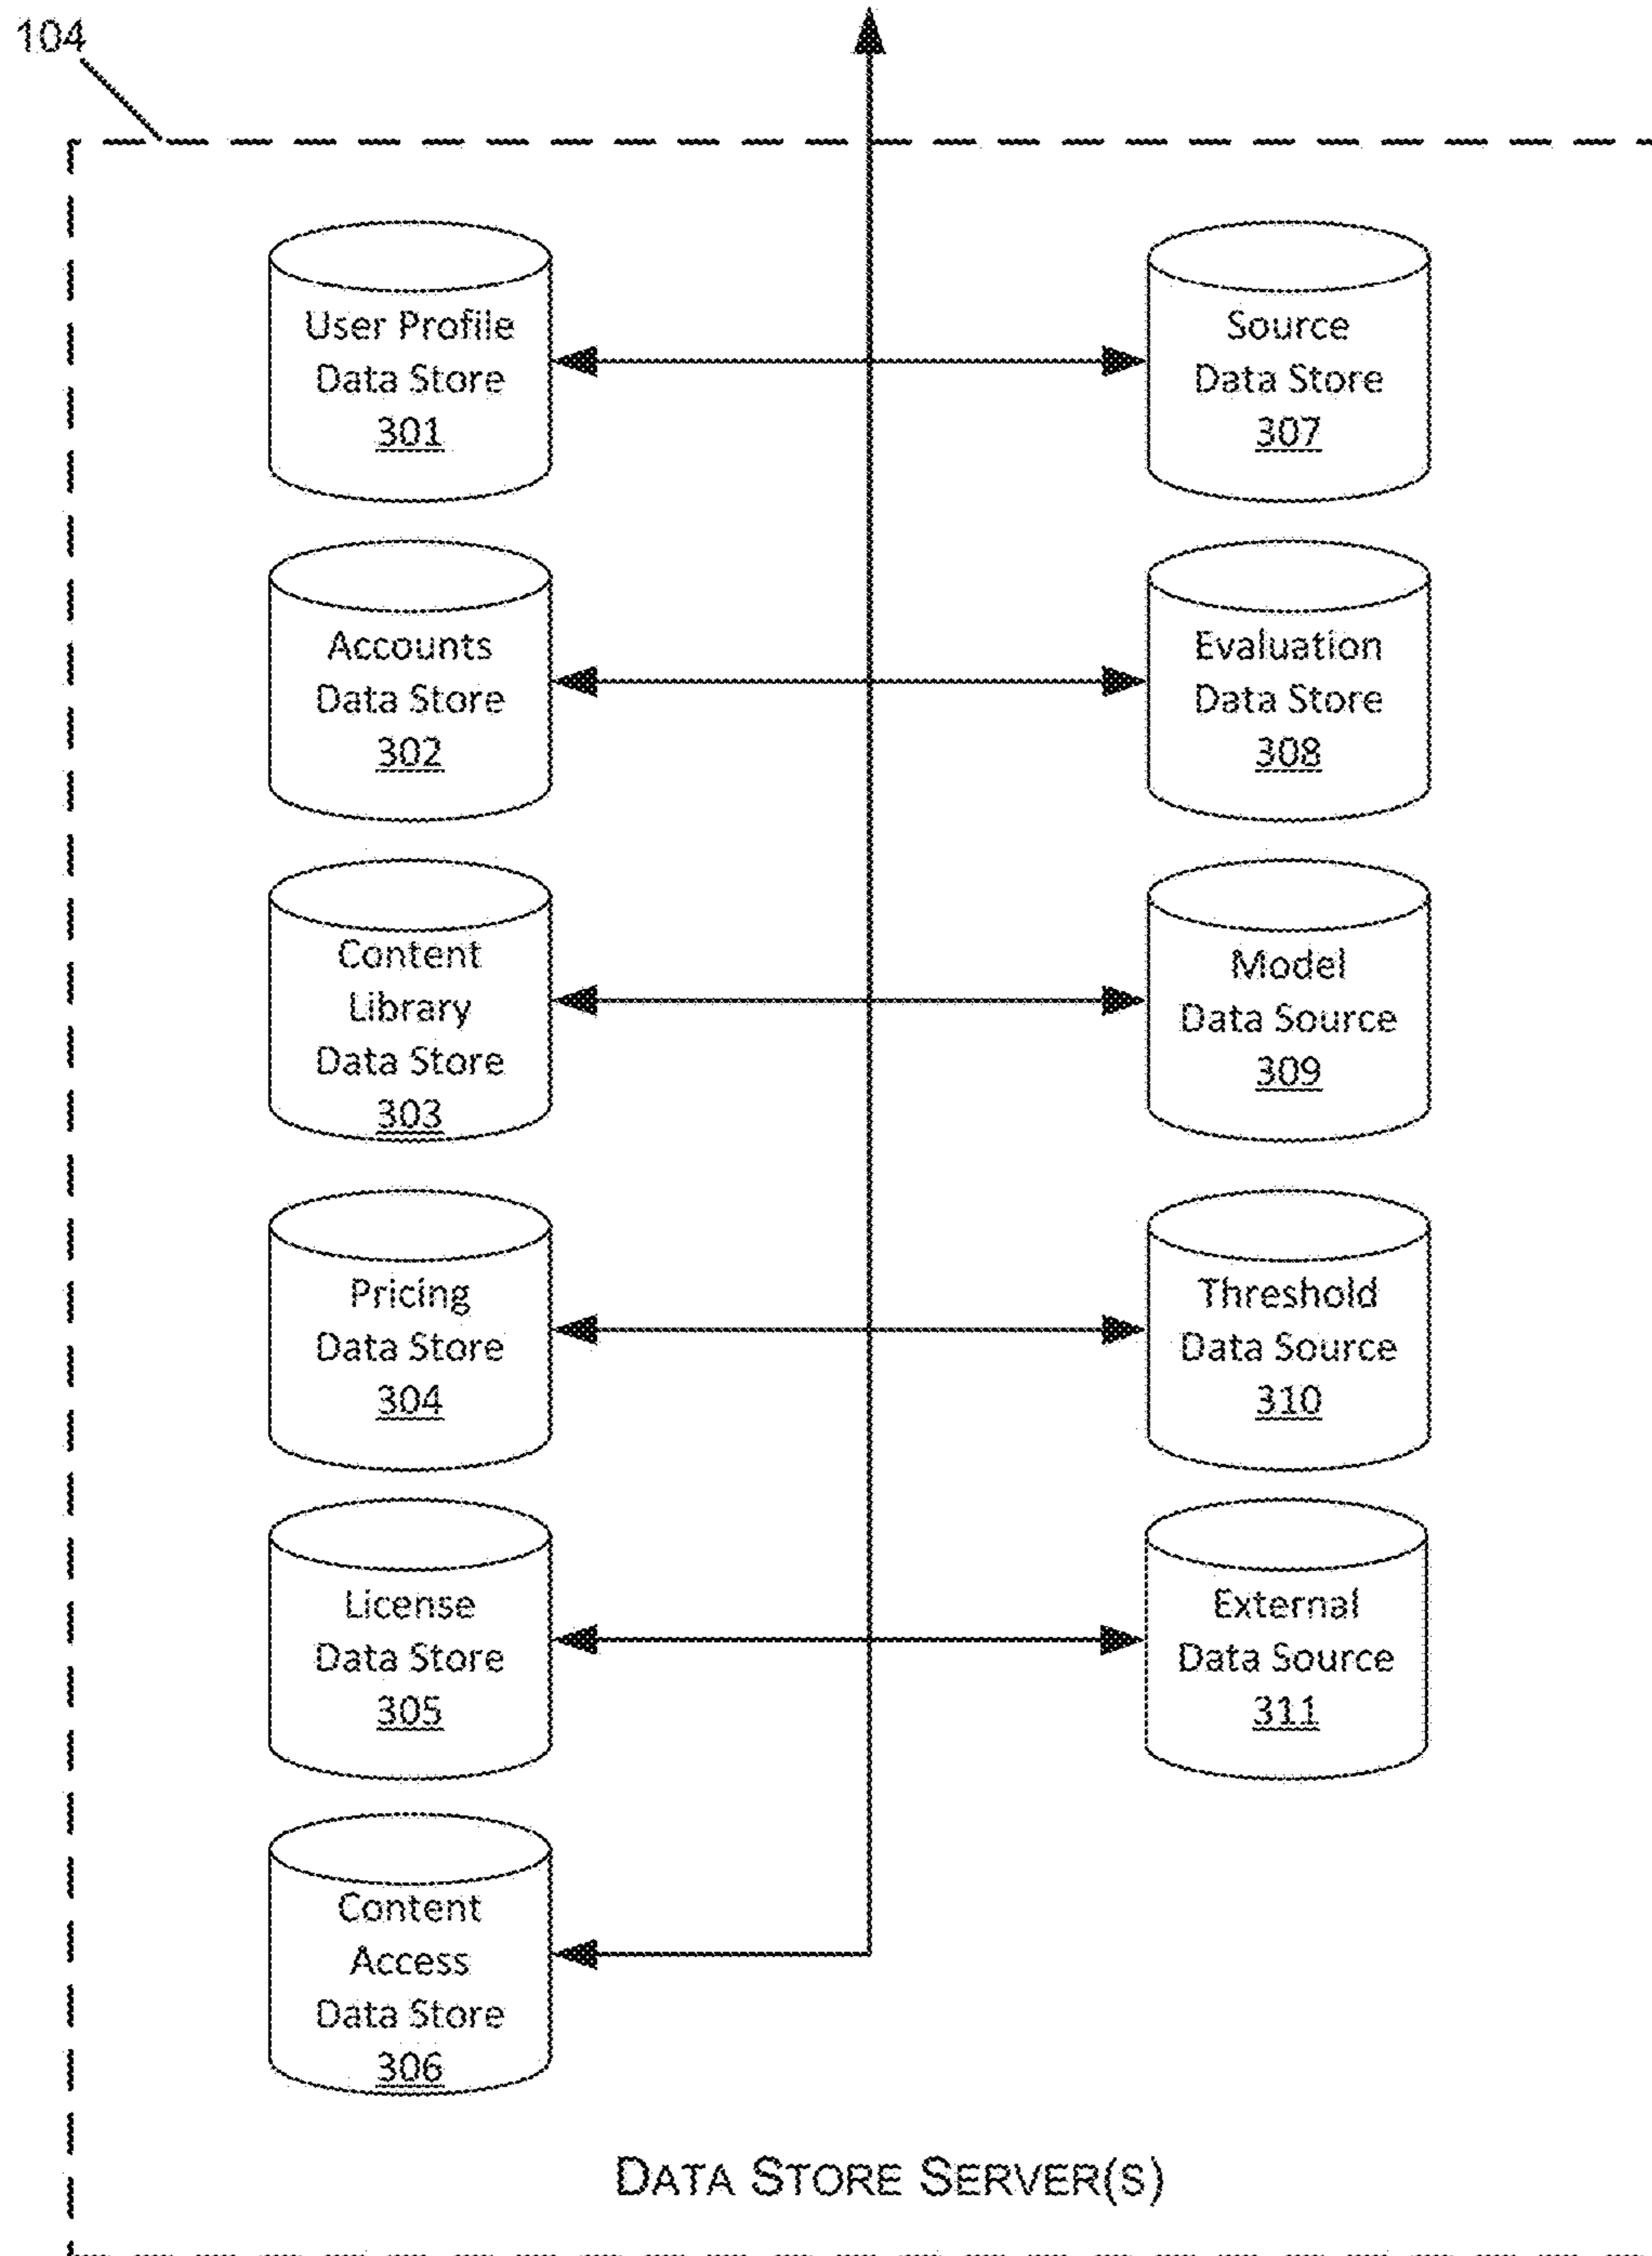 104
User Profile
Data Store
301
Source
Data Store
307
Accounts
Data Store
302
Evaluation
Data Store
308
Content
Library
Data Store
303
Model
Data Source
309
Pricing
Data Store
304
Threshold
Data Source
310
License
Data Store
305
External
Data Source
311
Content
Access
Data Store
306
DATA STORE SERVER(S)